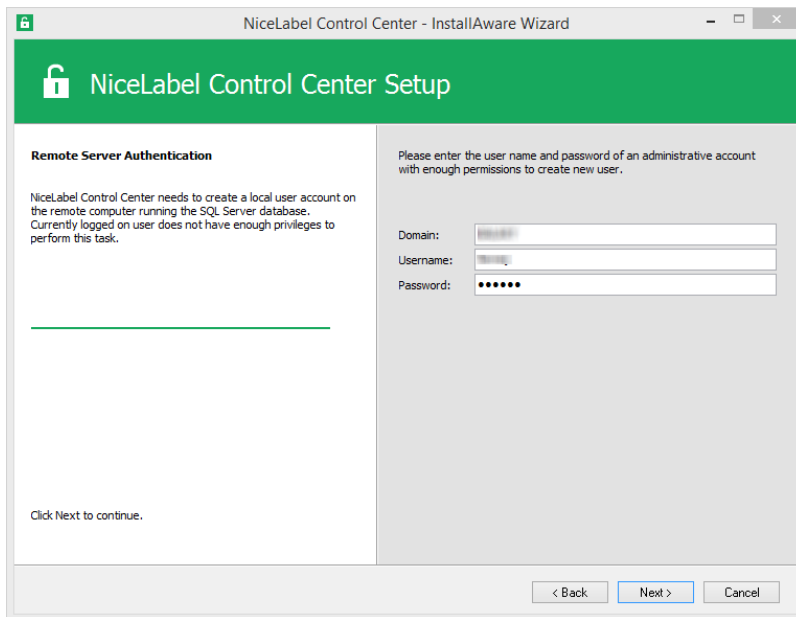 NiceLabel Control Center - InstallAware Wizard
NiceLabel Control Center Setup
Remote Server Authentication
NiceLabel Control Center needs to create a local user account on
the remote computer running the SQL Server database.
Currently logged on user does not have enough privileges to
perform this task.
Click Next to continue.
Please enter the user name and password of an administrative account
with enough permissions to create new user.
Domain:
Username:
Password: ●●●●●●
< Back
Next >
Cancel